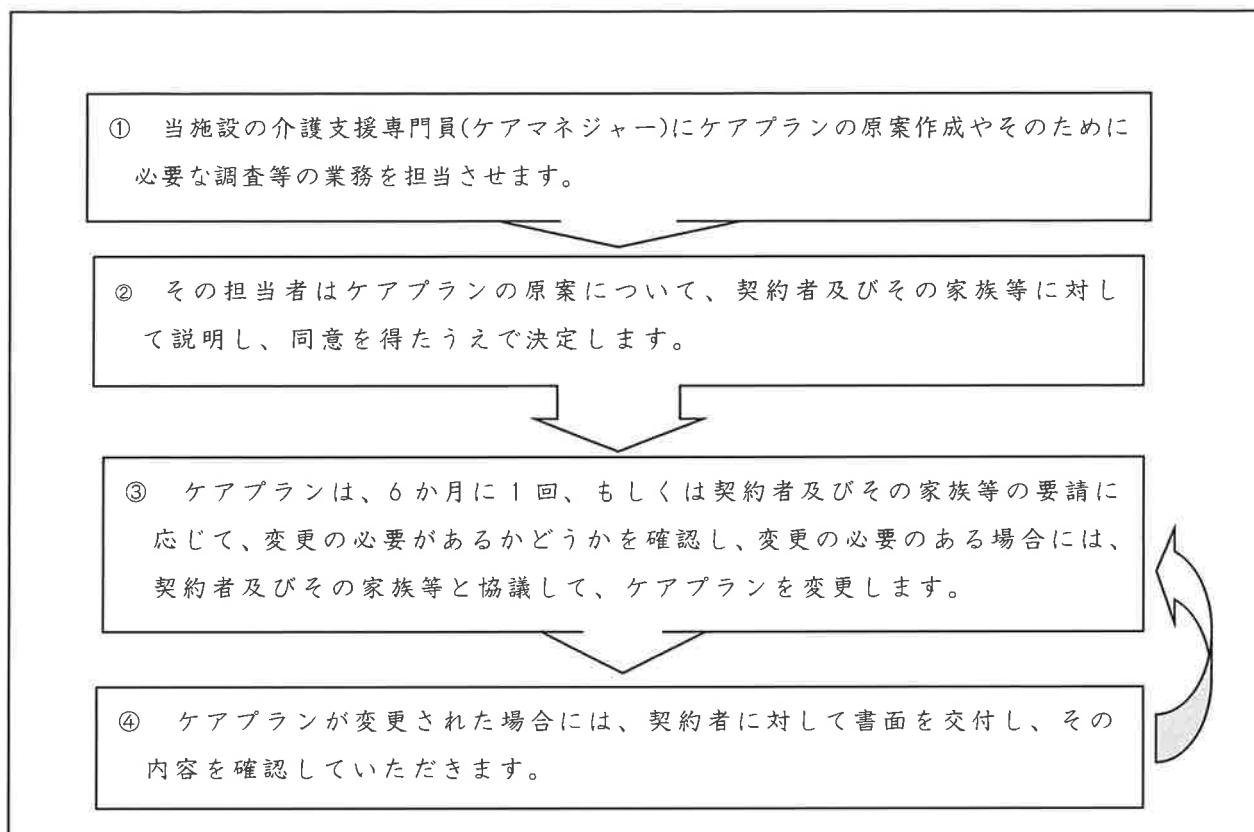 ① 当施設の介護支援専門員(ケアマネジャー)にケアプランの原案作成やそのために
必要な調査等の業務を担当させます。
② その担当者はケアプランの原案について、契約者及びその家族等に対し
て説明し、同意を得たうえで決定します。
③ ケアプランは、6か月に1回、もしくは契約者及びその家族等の要請に
応じて、変更の必要があるかどうかを確認し、変更の必要のある場合には、
契約者及びその家族等と協議して、ケアプランを変更します。
④ ケアプランが変更された場合には、契約者に対して書面を交付し、その
内容を確認していただきます。